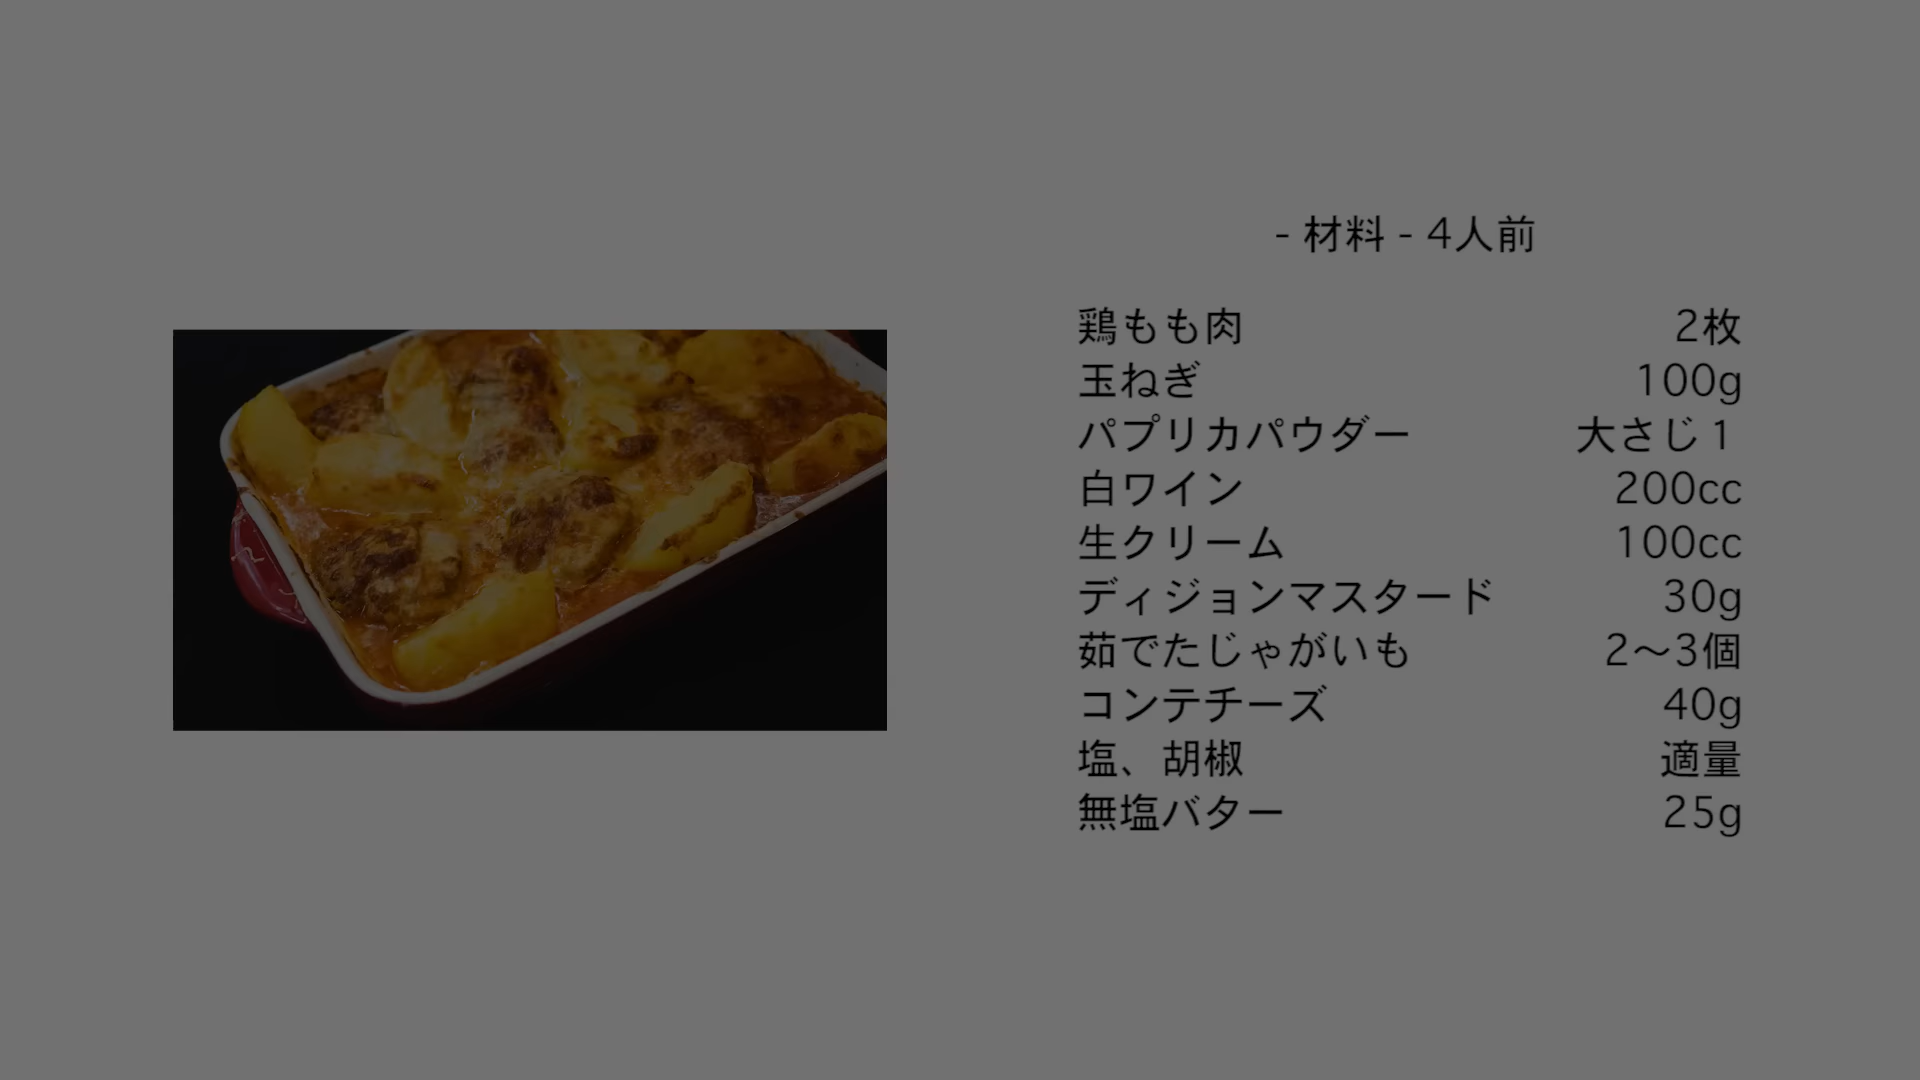 - 材料 - 4人前
鶏もも肉 2枚
玉ねぎ 100g
パプリカパウダー 大さじ1
白ワイン 200cc
生クリーム 100cc
ディジョンマスタード 30g
茹でたじゃがいも 2〜3個
コンテチーズ 40g
塩、胡椒 適量
無塩バター 25g